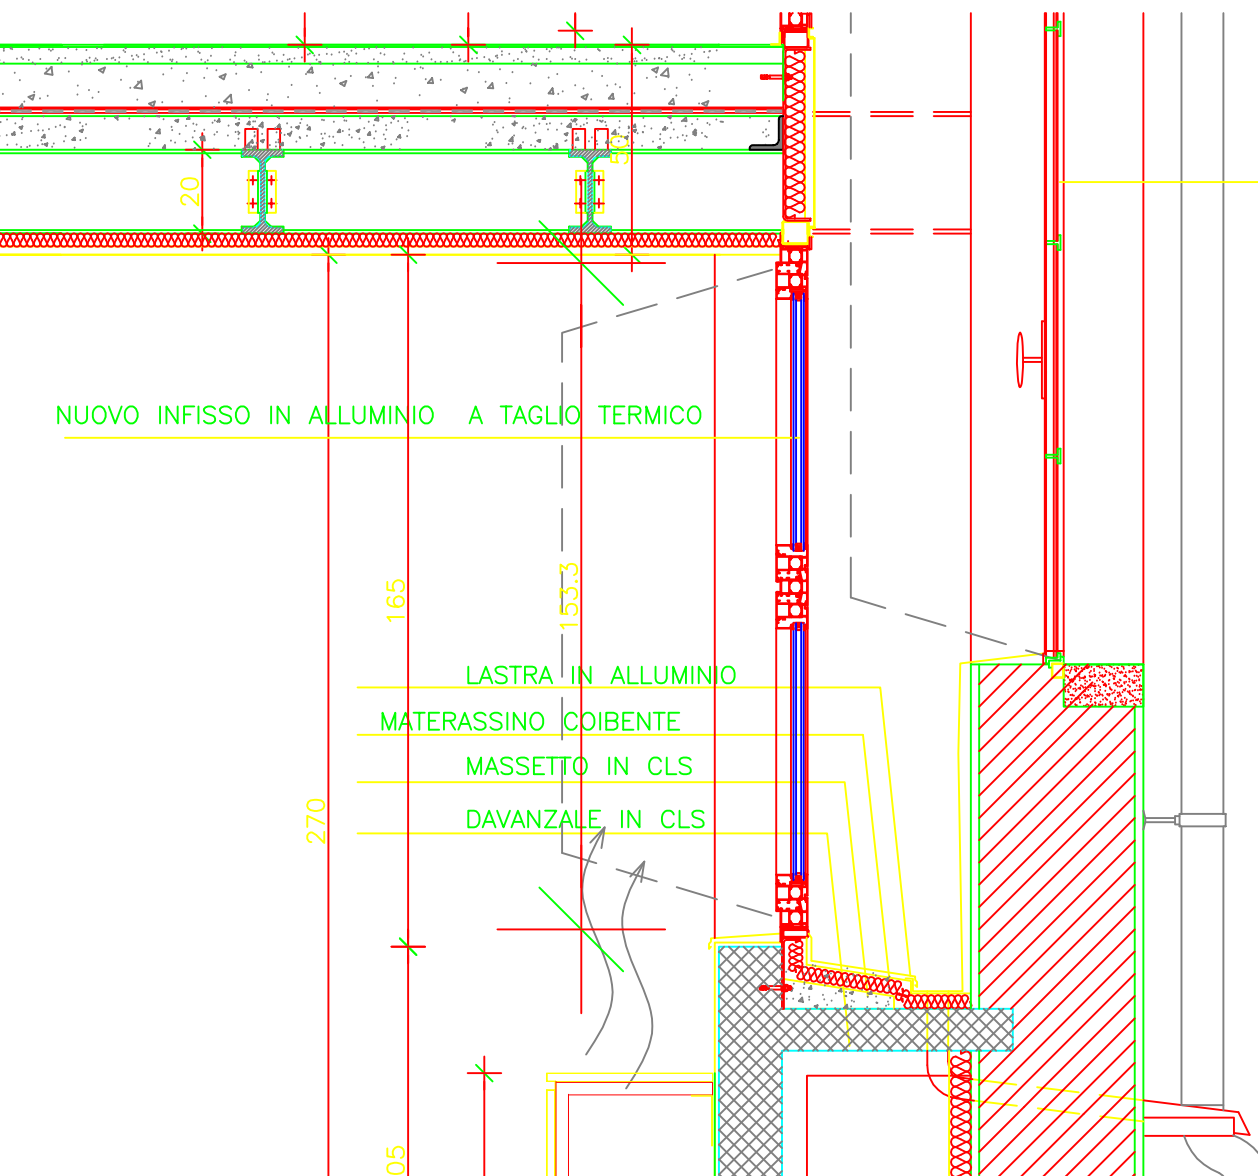 50
20
NUOVO INFISSO IN ALLUMINIO A TAGLIO TERMICO
165
153.3
LASTRA IN ALLUMINIO
MATERASSINO COIBENTE
MASSETTO IN CLS
270
DAVANZALE IN CLS
05